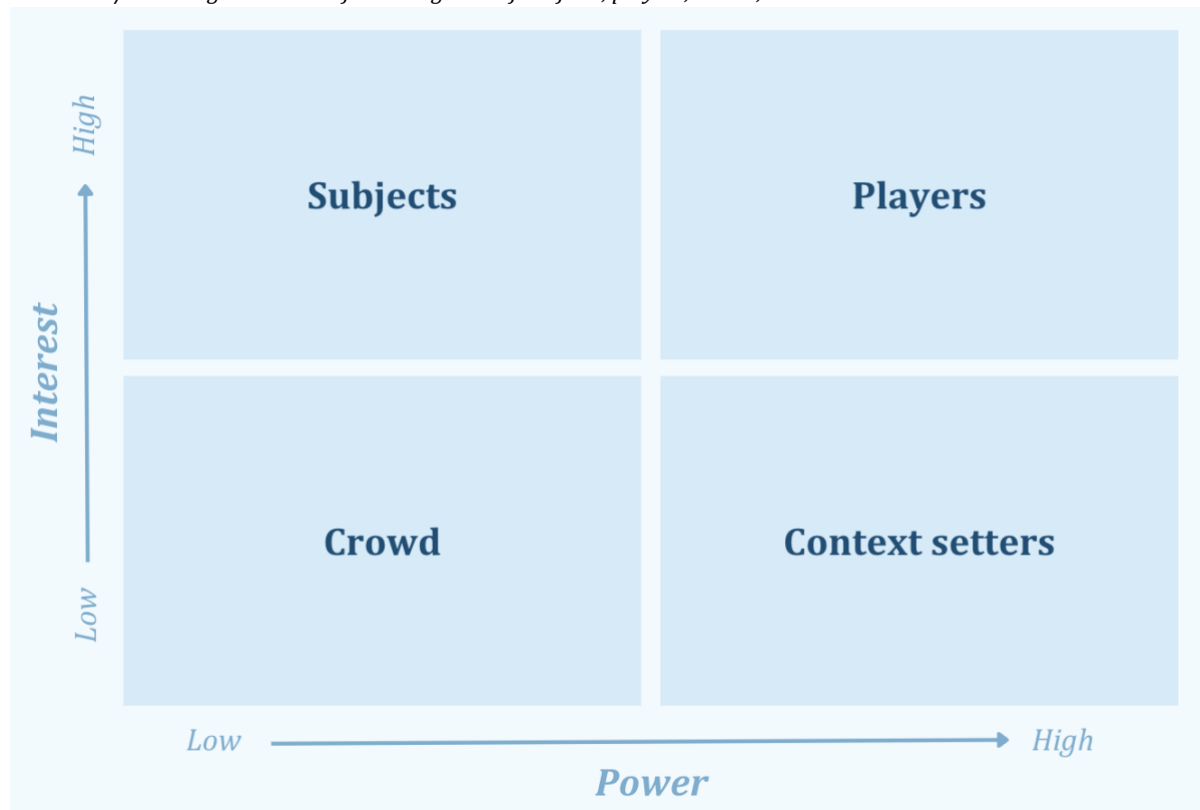 High
Subjects
Players
Interest
Crowd
Context setters
Low
Low
High
Power